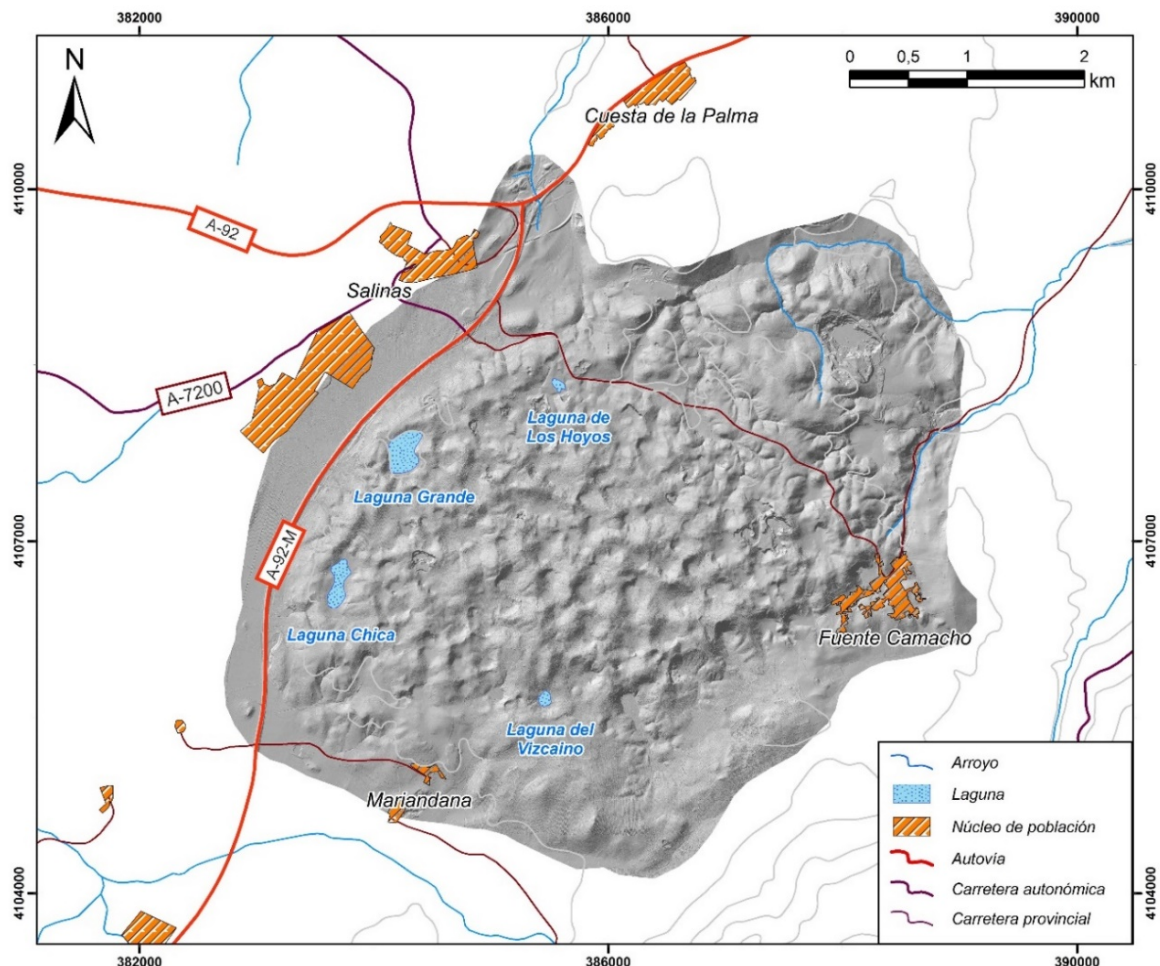 382000
386000
390000
N
0
0,5
1
2
km
Cuesta de la Palma
4110000
4110000
A-92
Salinas
A-7200
Laguna de
Los Hoyos
Laguna Grande
4107000
4107000
A-92-M
Laguna Chica
Fuente Camacho
Laguna del
Vizcaino
Mariandana
Arroyo
Laguna
Núcleo de población
Autovía
Carretera autonómica
Carretera provincial
4104000
4104000
382000
386000
390000